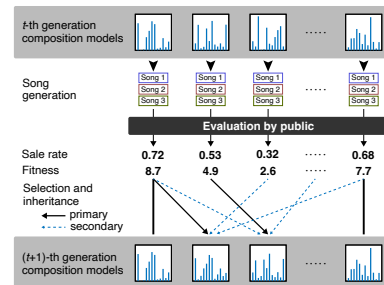 t-th generation
composition models
.....
Song
generation
Song 1 Song 1 Song 1 Song 1
Song 2 Song 2 Song 2 ..... Song 2
Song 3 Song 3 Song 3 Song 3
Evaluation by public
Sale rate 0.72 0.53 0.32 ..... 0.68
Fitness 8.7 4.9 2.6 ..... 7.7
Selection and
inheritance
primary
secondary
(t+1)-th generation
composition models
.....